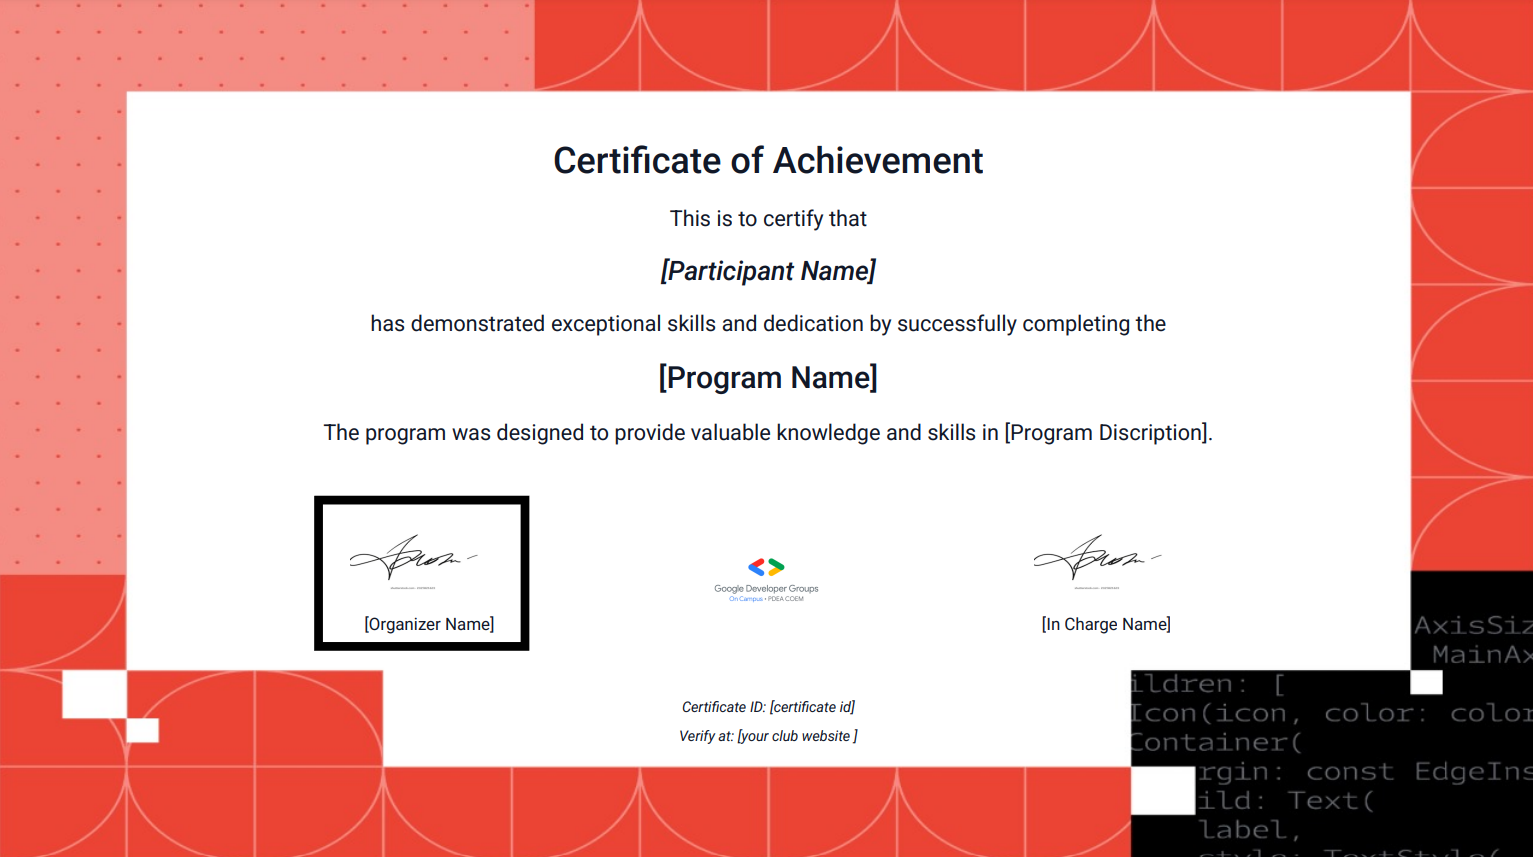 Certificate of Achievement
This is to certify that
[Participant Name]
has demonstrated exceptional skills and dedication by successfully completing the
[Program Name]
The program was designed to provide valuable knowledge and skills in [Program Discription].
[Organizer Name]
Google Developer Groups
On Campus • PDEA COEM
[In Charge Name]
Certificate ID: [certificate id]
Verify at: [your club website ]
AxisSiz
MainAx
ildren: [
Icon(icon, color: color
Container(
rgin: const EdgeIns
ild: Text(
label,
style: TextStyle(